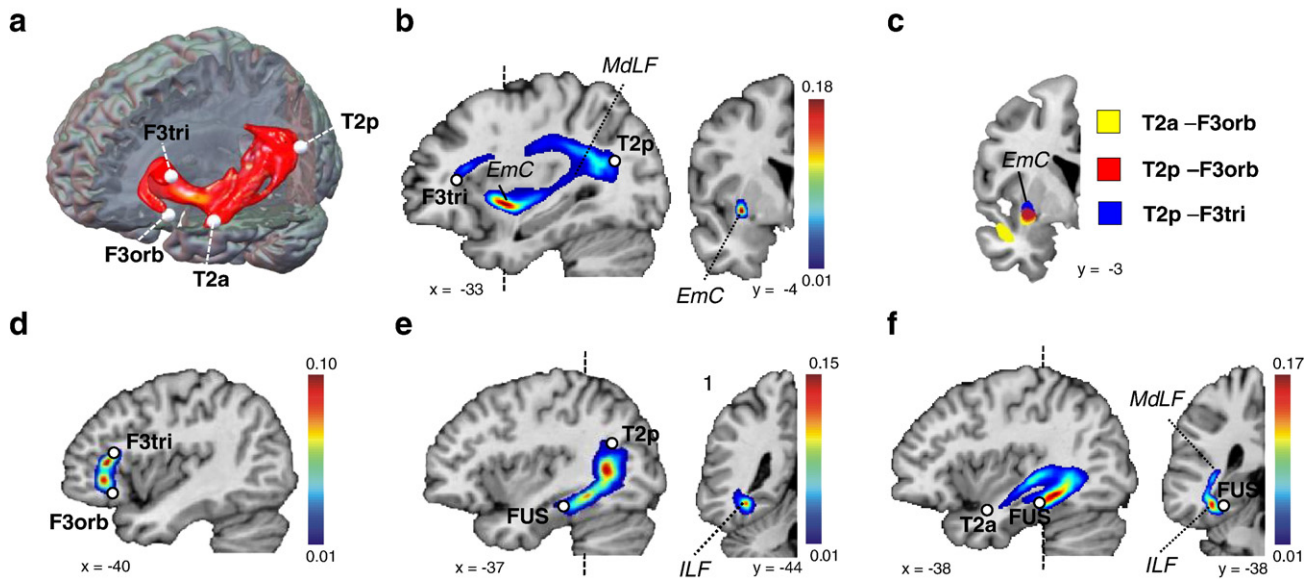 a
F3tri
T2p
F3orb
T2a
b
MdLF
0.18
T2p
EmC
F3tri
x = -33
EmC
y = -4
0.01
c
EmC
T2a –F3orb
T2p –F3orb
T2p –F3tri
y = -3
d
0.10
F3tri
F3orb
x = -40
0.01
e
1
0.15
T2p
FUS
x = -37
ILF
y = -44
0.01
f
0.17
MdLF
FUS
T2a
FUS
x = -38
ILF
y = -38
0.01